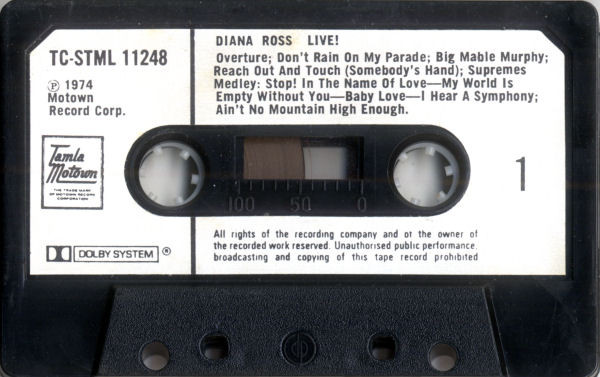 DIANA ROSS LIVE!
TC-STML 11248
Overture; Don't Rain On My Parade; Big Mable Murphy;
Reach Out And Touch (Somebody's Hand); Supremes
Medley: Stop! In The Name Of Love—My World Is
Empty Without You—Baby Love—I Hear A Symphony;
Ain't No Mountain High Enough.
℗ 1974
Motown
Record Corp.
Tamla
Motown
THE TRADE MARK
OF MOTOWN RECORD
CORPORATION
1
100 50 0
All rights of the recording company and of the owner of
the recorded work reserved. Unauthorised public performance,
broadcasting and copying of this tape record prohibited
DOLBY SYSTEM ®